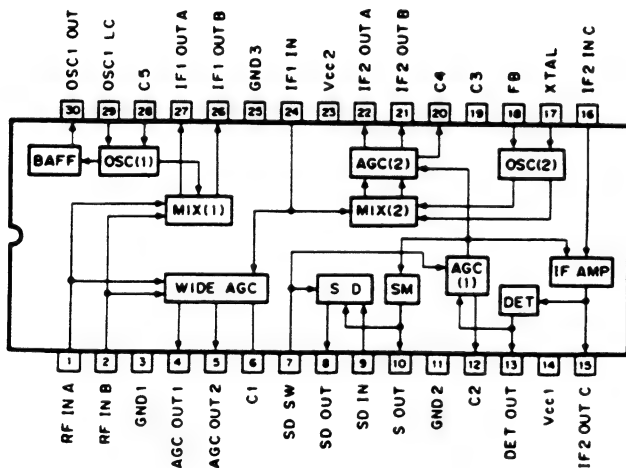 OSC1 OUT
OSC1 LC
C5
IF1 OUT A
IF1 OUT B
GND3
IF1 IN
Vcc2
IF2 OUT A
IF2 OUT B
C4
C3
FB
XTAL
IF2 IN C
30 29 28 27 26 25 24 23 22 21 20 19 18 17 16
BAFF
OSC(1)
AGC(2)
OSC(2)
MIX(1)
MIX(2)
WIDE AGC
S D
SM
AGC
(1)
IF AMP
DET
1 2 3 4 5 6 7 8 9 10 11 12 13 14 15
RF IN A
RF IN B
GND1
AGC OUT1
AGC OUT2
C1
SD SW
SD OUT
SD IN
S OUT
GND2
C2
DET OUT
Vcc1
IF2 OUT C